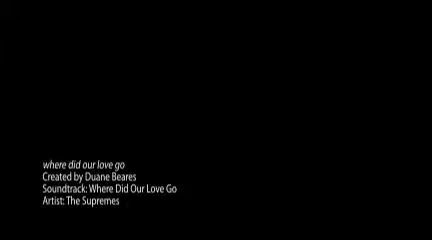 where did our love go
Created by Duane Beares
Soundtrack: Where Did Our Love Go
Artist: The Supremes